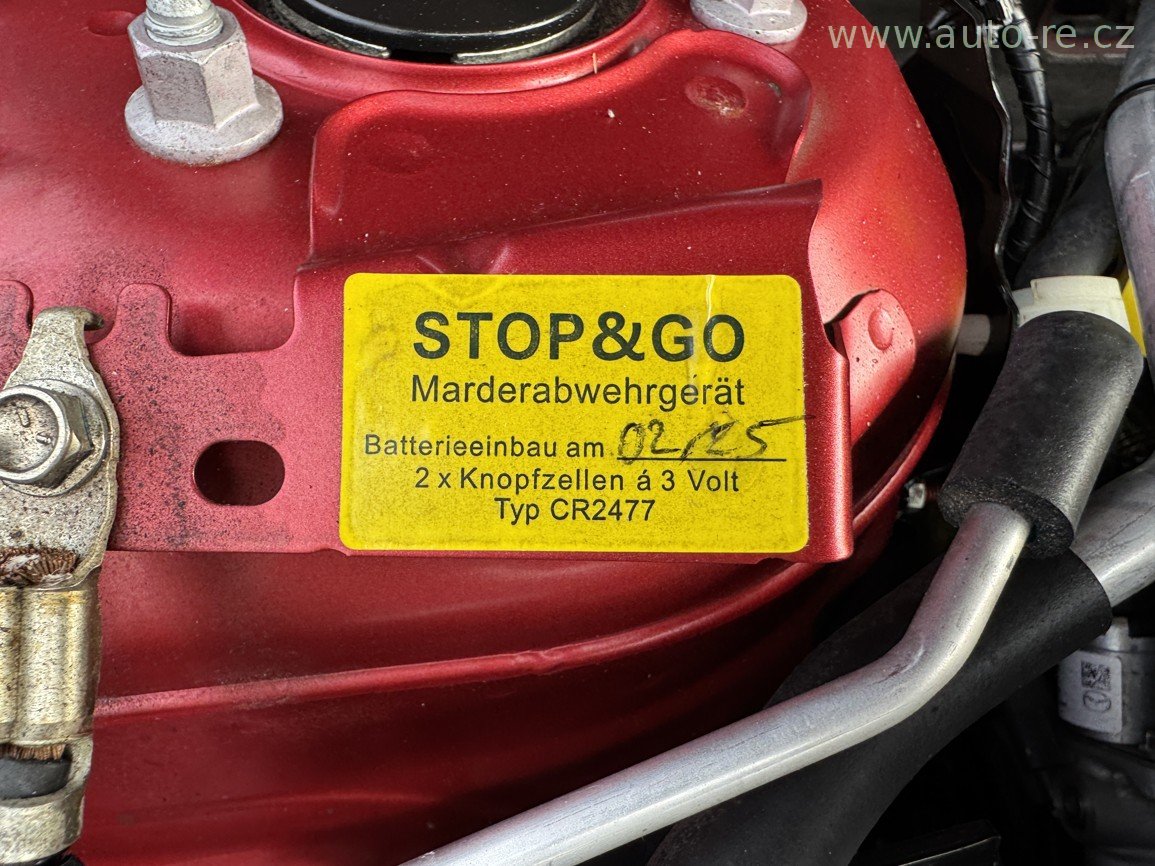 www.auto-re.cz
STOP&GO
Marderabwehrgerät
Batterieeinbau am 02/25
2 x Knopfzellen á 3 Volt
Typ CR2477